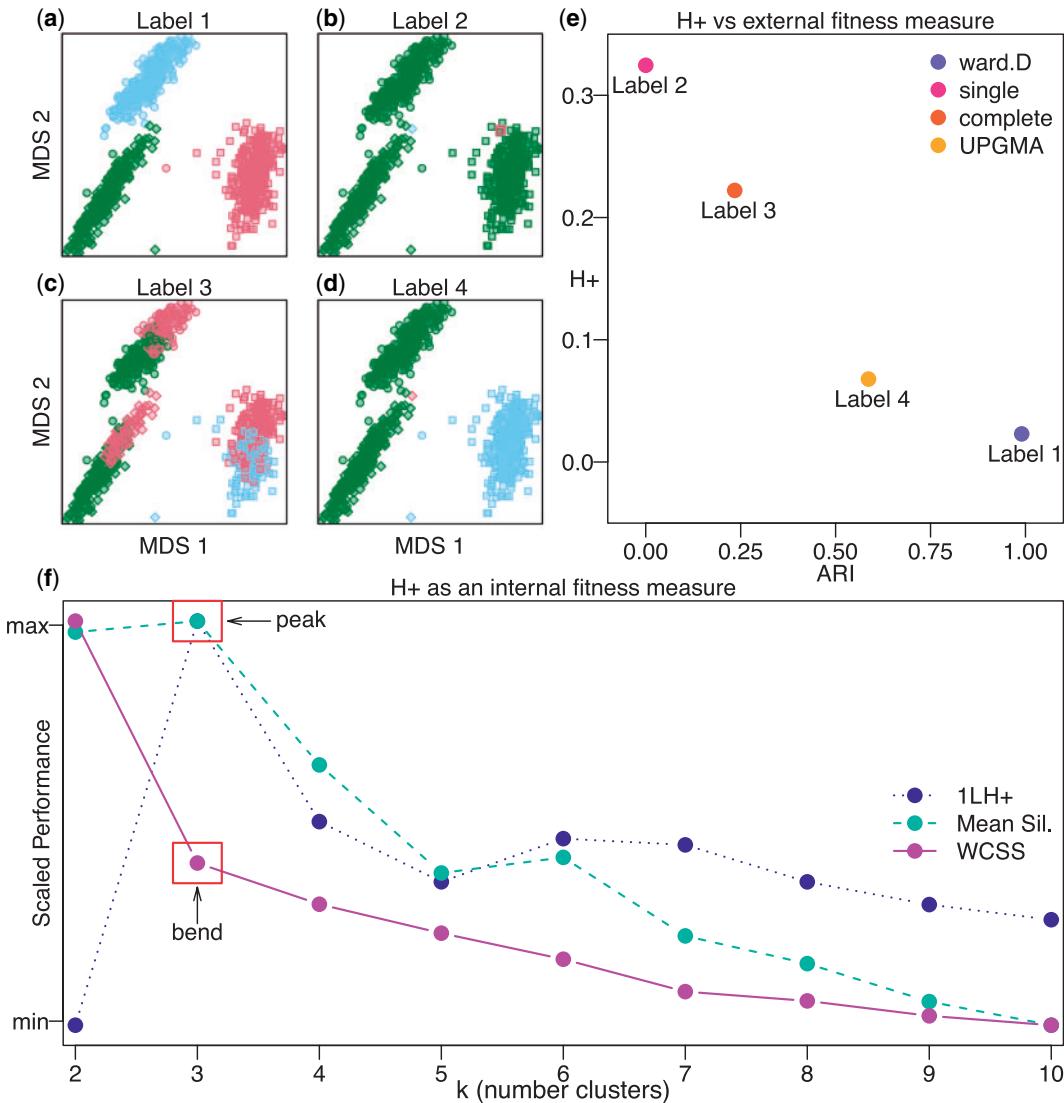 (a) Label 1
(b) Label 2
MDS 2
(c) Label 3
(d) Label 4
MDS 2
MDS 1
MDS 1
(e) H+ vs external fitness measure
ward.D
single
complete
UPGMA
Label 2
Label 3
Label 4
Label 1
H+
0.3
0.2
0.1
0.0
0.00 0.25 0.50 0.75 1.00
ARI
(f) H+ as an internal fitness measure
max
min
Scaled Performance
peak
bend
1LH+
Mean Sil.
WCSS
2 3 4 5 6 7 8 9 10
k (number clusters)